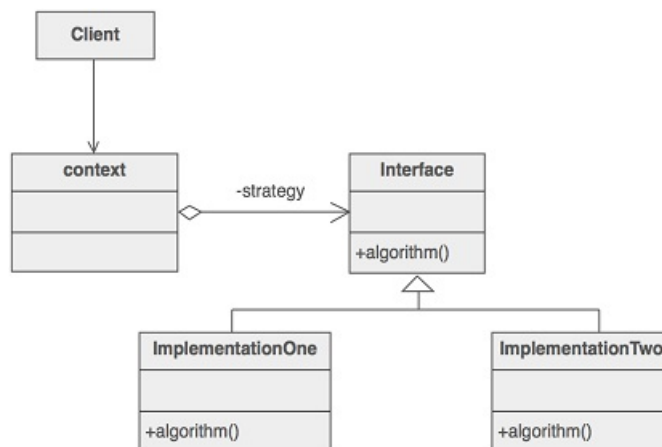 Client
context
-strategy
Interface
+algorithm()
ImplementationOne
+algorithm()
ImplementationTwo
+algorithm()